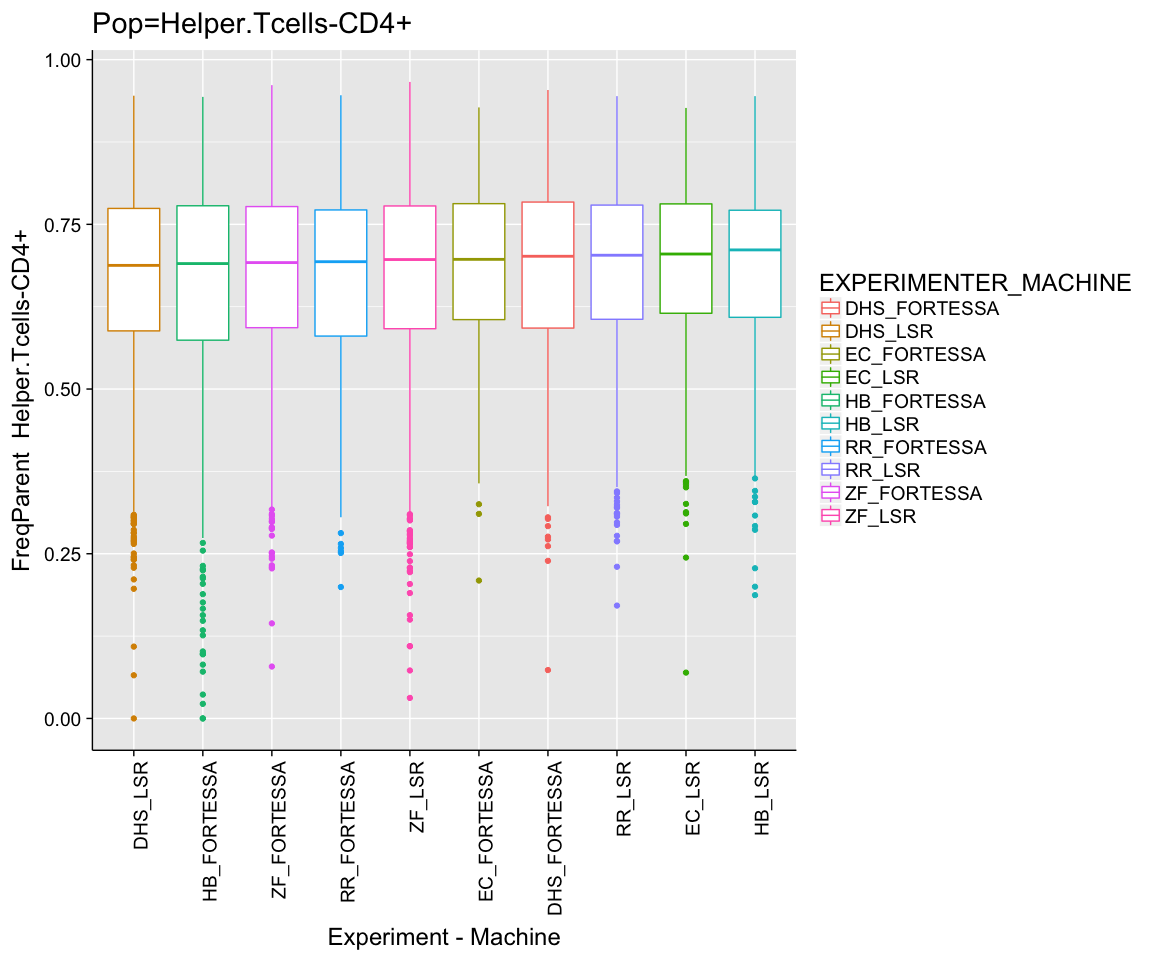 Pop=Helper.Tcells-CD4+
FreqParent  Helper.Tcells-CD4+
1.00
0.75
0.50
0.25
0.00
DHS_LSR
HB_FORTESSA
ZF_FORTESSA
RR_FORTESSA
ZF_LSR
EC_FORTESSA
DHS_FORTESSA
RR_LSR
EC_LSR
HB_LSR
Experiment - Machine
EXPERIMENTER_MACHINE
DHS_FORTESSA
DHS_LSR
EC_FORTESSA
EC_LSR
HB_FORTESSA
HB_LSR
RR_FORTESSA
RR_LSR
ZF_FORTESSA
ZF_LSR